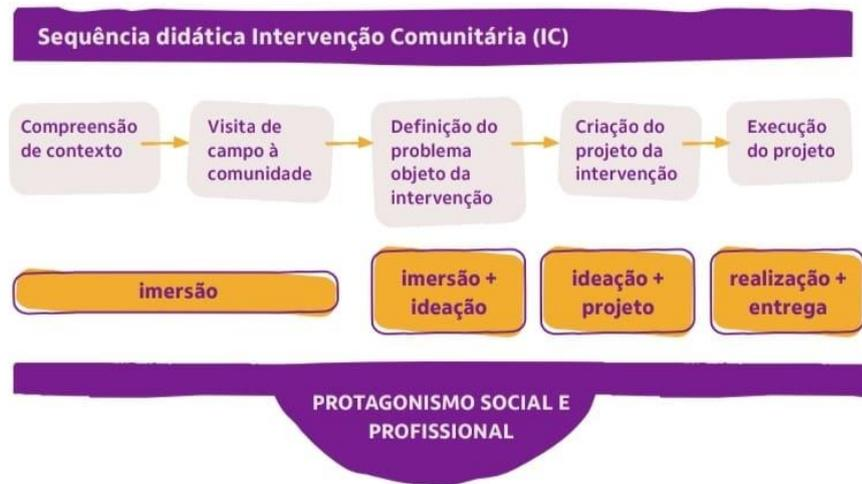 Sequência didática Intervenção Comunitária (IC)
Compreensão
de contexto
Visita de
campo à
comunidade
Definição do
problema
objeto da
intervenção
Criação do
projeto da
intervenção
Execução
do projeto
imersão
imersão +
ideação
ideação +
projeto
realização +
entrega
PROTAGONISMO SOCIAL E
PROFISSIONAL